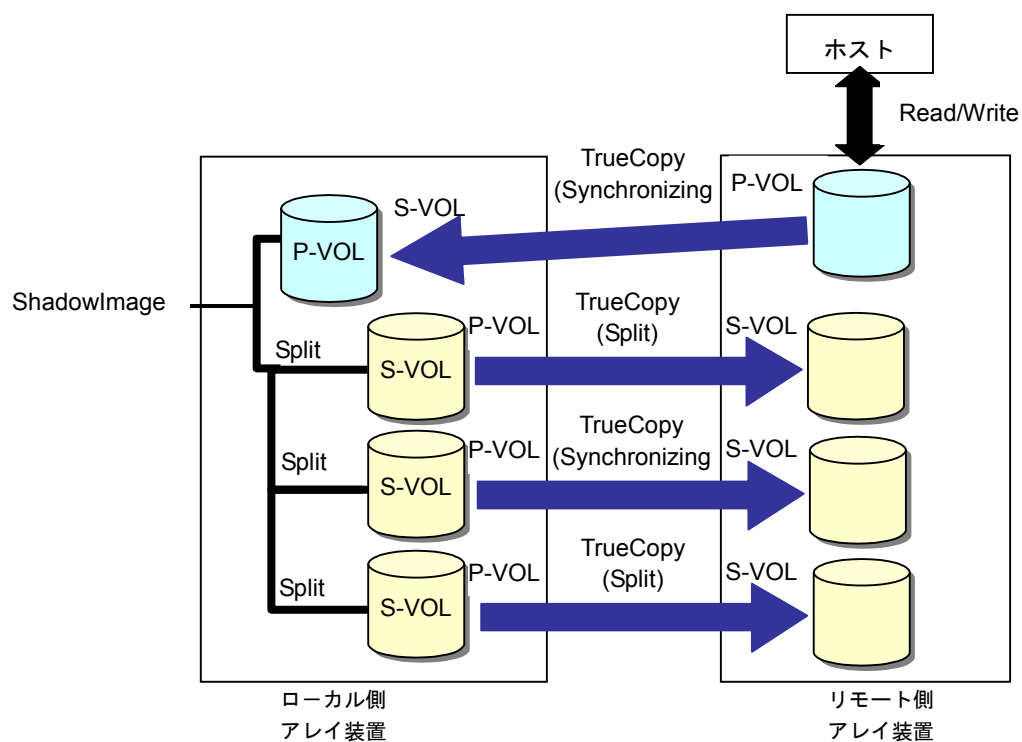 ホスト
Read/Write
TrueCopy
(Synchronizing
P-VOL
S-VOL
P-VOL
ShadowImage
TrueCopy
(Split)
P-VOL
S-VOL
Split
S-VOL
TrueCopy
(Synchronizing
P-VOL
S-VOL
Split
S-VOL
TrueCopy
(Split)
P-VOL
S-VOL
Split
S-VOL
ローカル側
アレイ装置
リモート側
アレイ装置